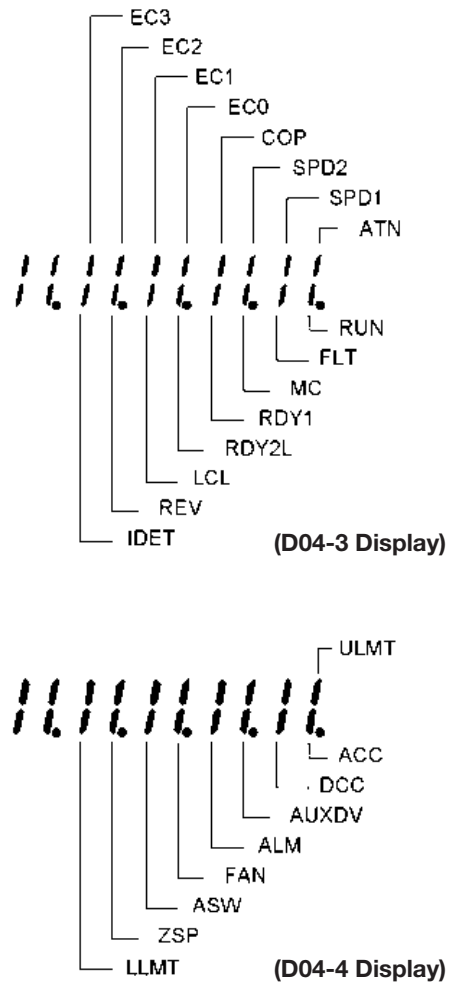 EC3
EC2
EC1
EC0
COP
SPD2
SPD1
ATN
RUN
FLT
MC
RDY1
RDY2L
LCL
REV
IDET
(D04-3 Display)
ULMT
ACC
DCC
AUXDV
ALM
FAN
ASW
ZSP
LLMT
(D04-4 Display)